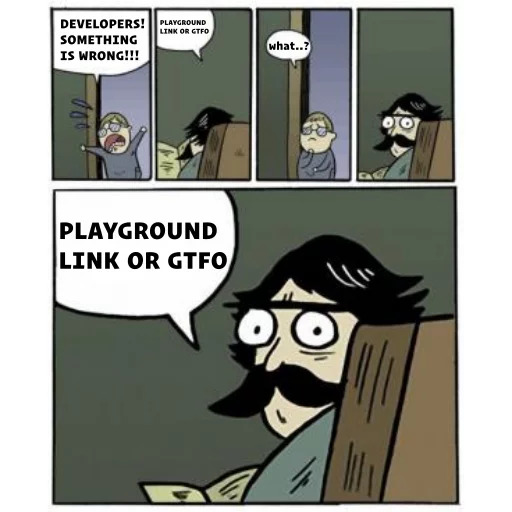 DEVELOPERS!
SOMETHING
IS WRONG!!!
PLAYGROUND
LINK OR GTFO
what..?
PLAYGROUND
LINK OR GTFO